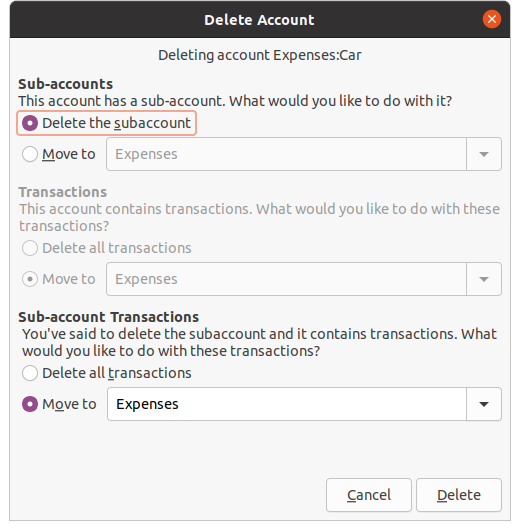 Delete Account
Deleting account Expenses:Car
Sub-accounts
This account has a sub-account. What would you like to do with it?
Delete the subaccount
Move to Expenses
Transactions
This account contains transactions. What would you like to do with these
transactions?
Delete all transactions
Move to Expenses
Sub-account Transactions
You've said to delete the subaccount and it contains transactions. What
would you like to do with these transactions?
Delete all transactions
Move to Expenses
Cancel Delete